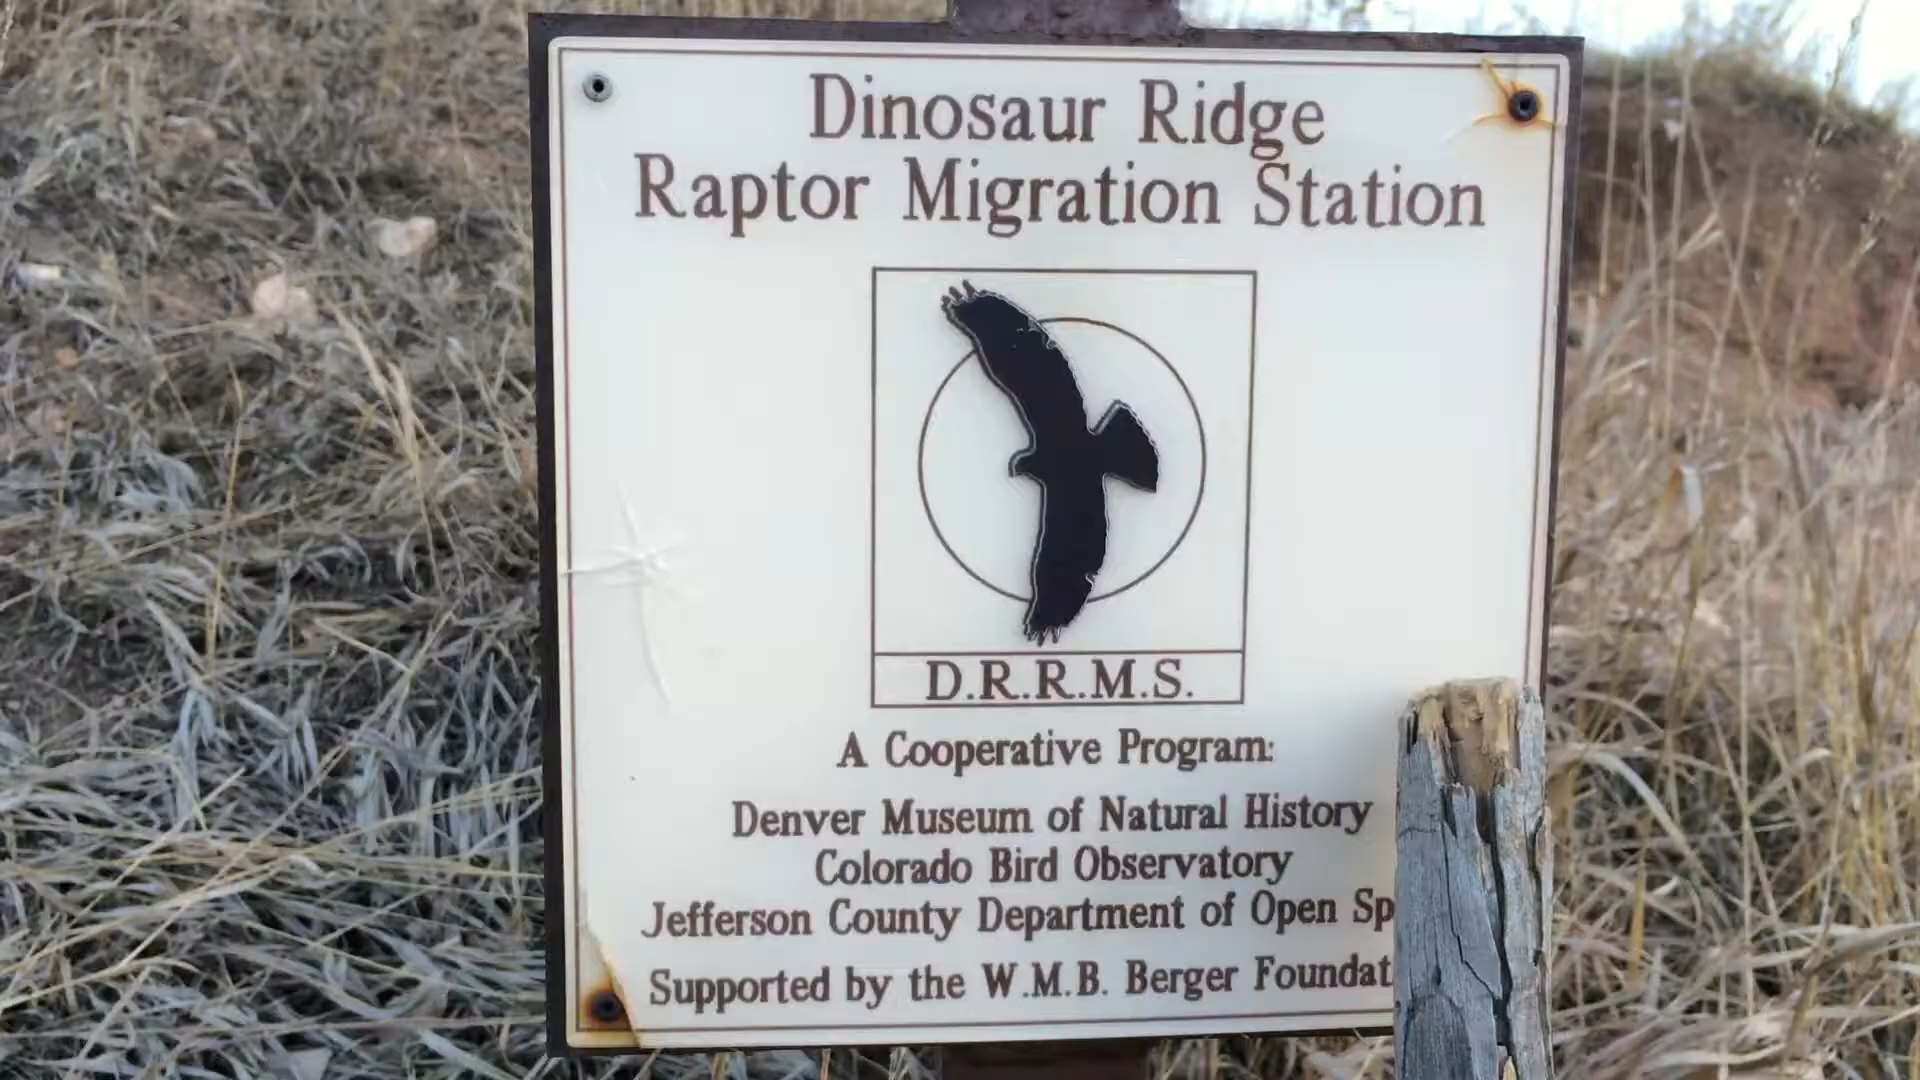 Dinosaur Ridge
Raptor Migration Station
D.R.R.M.S.
A Cooperative Program:
Denver Museum of Natural History
Colorado Bird Observatory
Jefferson County Department of Open Sp
Supported by the W.M.B. Berger Foundat